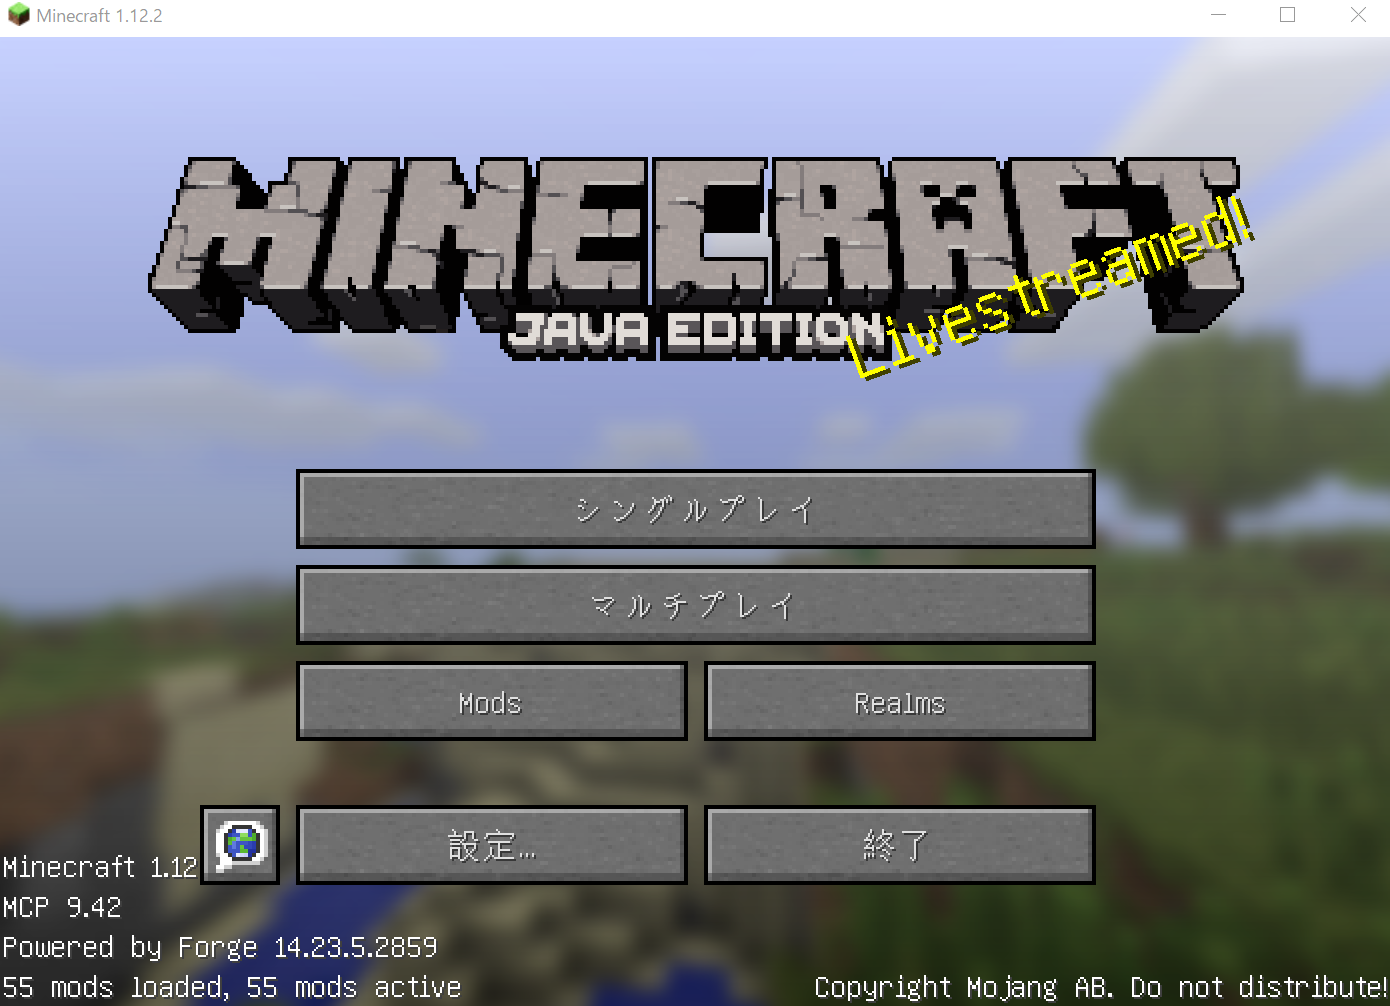 Minecraft 1.12.2
MINECRAFT
JAVA EDITION
Livestreamed!
シングルプレイ
マルチプレイ
Mods
Realms
設定...
終了
Minecraft 1.12
MCP 9.42
Powered by Forge 14.23.5.2859
55 mods loaded, 55 mods active
Copyright Mojang AB. Do not distribute!